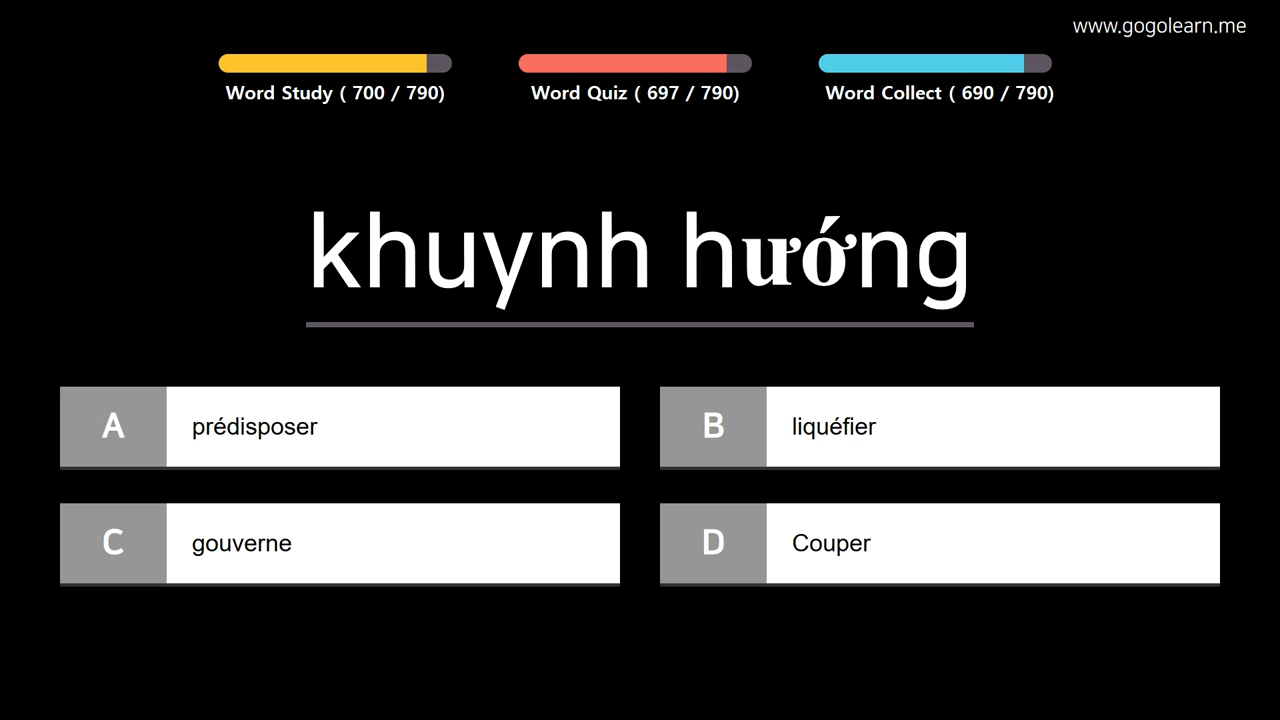 www.gogolearn.me
Word Study ( 700 / 790)
Word Quiz ( 697 / 790)
Word Collect ( 690 / 790)
khuynh hướng
A prédisposer
B liquéfier
C gouverne
D Couper